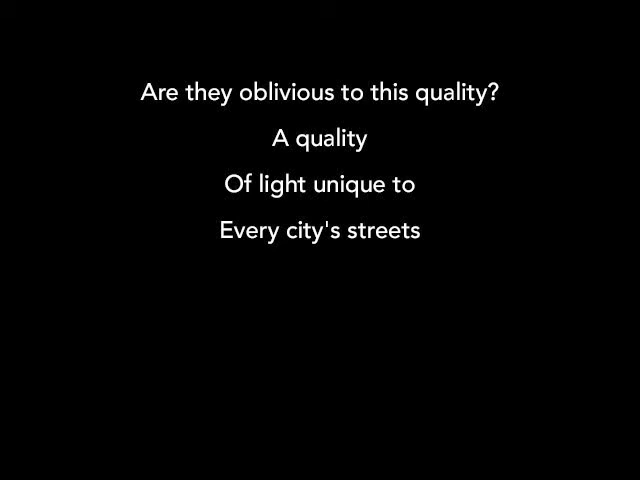 Are they oblivious to this quality?
A quality
Of light unique to
Every city's streets